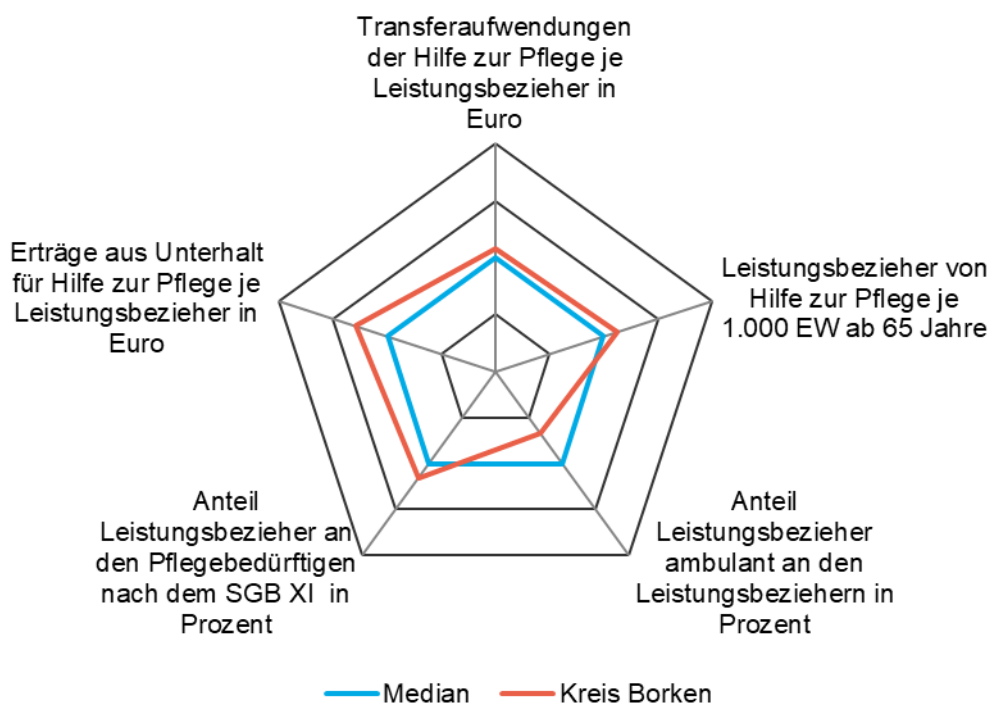 Transferaufwendungen
der Hilfe zur Pflege je
Leistungsbezieher in
Euro
Erträge aus Unterhalt
für Hilfe zur Pflege je
Leistungsbezieher in
Euro
Leistungsbezieher von
Hilfe zur Pflege je
1.000 EW ab 65 Jahre
Anteil
Leistungsbezieher an
den Pflegebedürftigen
nach dem SGB XI in
Prozent
Anteil
Leistungsbezieher
ambulant an den
Leistungsbeziehern in
Prozent
Median
Kreis Borken